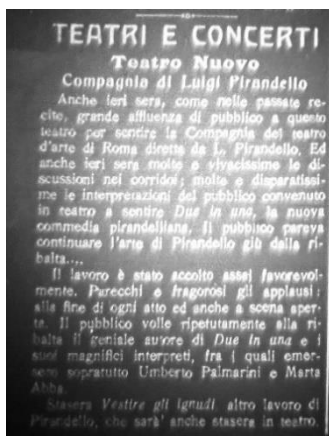 TEATRI E CONCERTI
Teatro Nuovo
Compagnia di Luigi Pirandello
Anche ieri sera, come nelle passate re-
cite, grande affluenza di pubblico a questo
teatro per sentire la Compagnia del teatro
d'arte di Roma diretta da L. Pirandello. Ed
anche ieri sera molte e vivacissime le di-
scussioni nei corridoi; molte e disparatissi-
me le interpretazioni del pubblico convenuto
in teatro a sentire Due in una, la nuova
commedia pirandelliana. Il pubblico pareva
continuare l'arte di Pirandello giù dalla ri-
balta....
Il lavoro è stato accolto assai favorevol-
mente. Parecchi e fragorosi gli applausi:
alla fine di ogni atto ed anche a scena aper-
te. Il pubblico volle ripetutamente alla ri-
balta il geniale autore di Due in una e i
suoi magnifici interpreti, fra i quali emer-
sero sopratutto Umberto Palmarini e Marta
Abba.
Stasera Vestire gli ignudi, altro lavoro di
Pirandello, che sara' anche stasera in teatro.